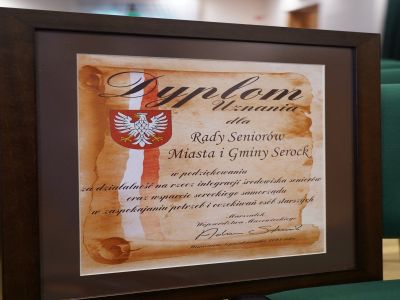 Dyplom
Uznania
dla
Rady Seniorów
Miasta i Gminy Serock
w podziękowaniu
za działalność na rzecz integracji środowiska seniorów
oraz wsparcie serockiego samorządu
w zaspokajaniu potrzeb i oczekiwań osób starszych
Marszałek
Województwa Mazowieckiego